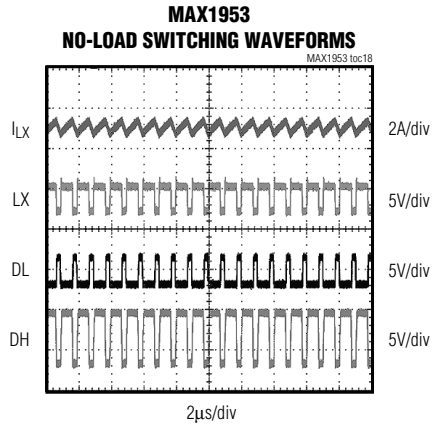 MAX1953
NO-LOAD SWITCHING WAVEFORMS
MAX1953 toc18
ILX
2A/div
LX
5V/div
DL
5V/div
DH
5V/div
2μs/div